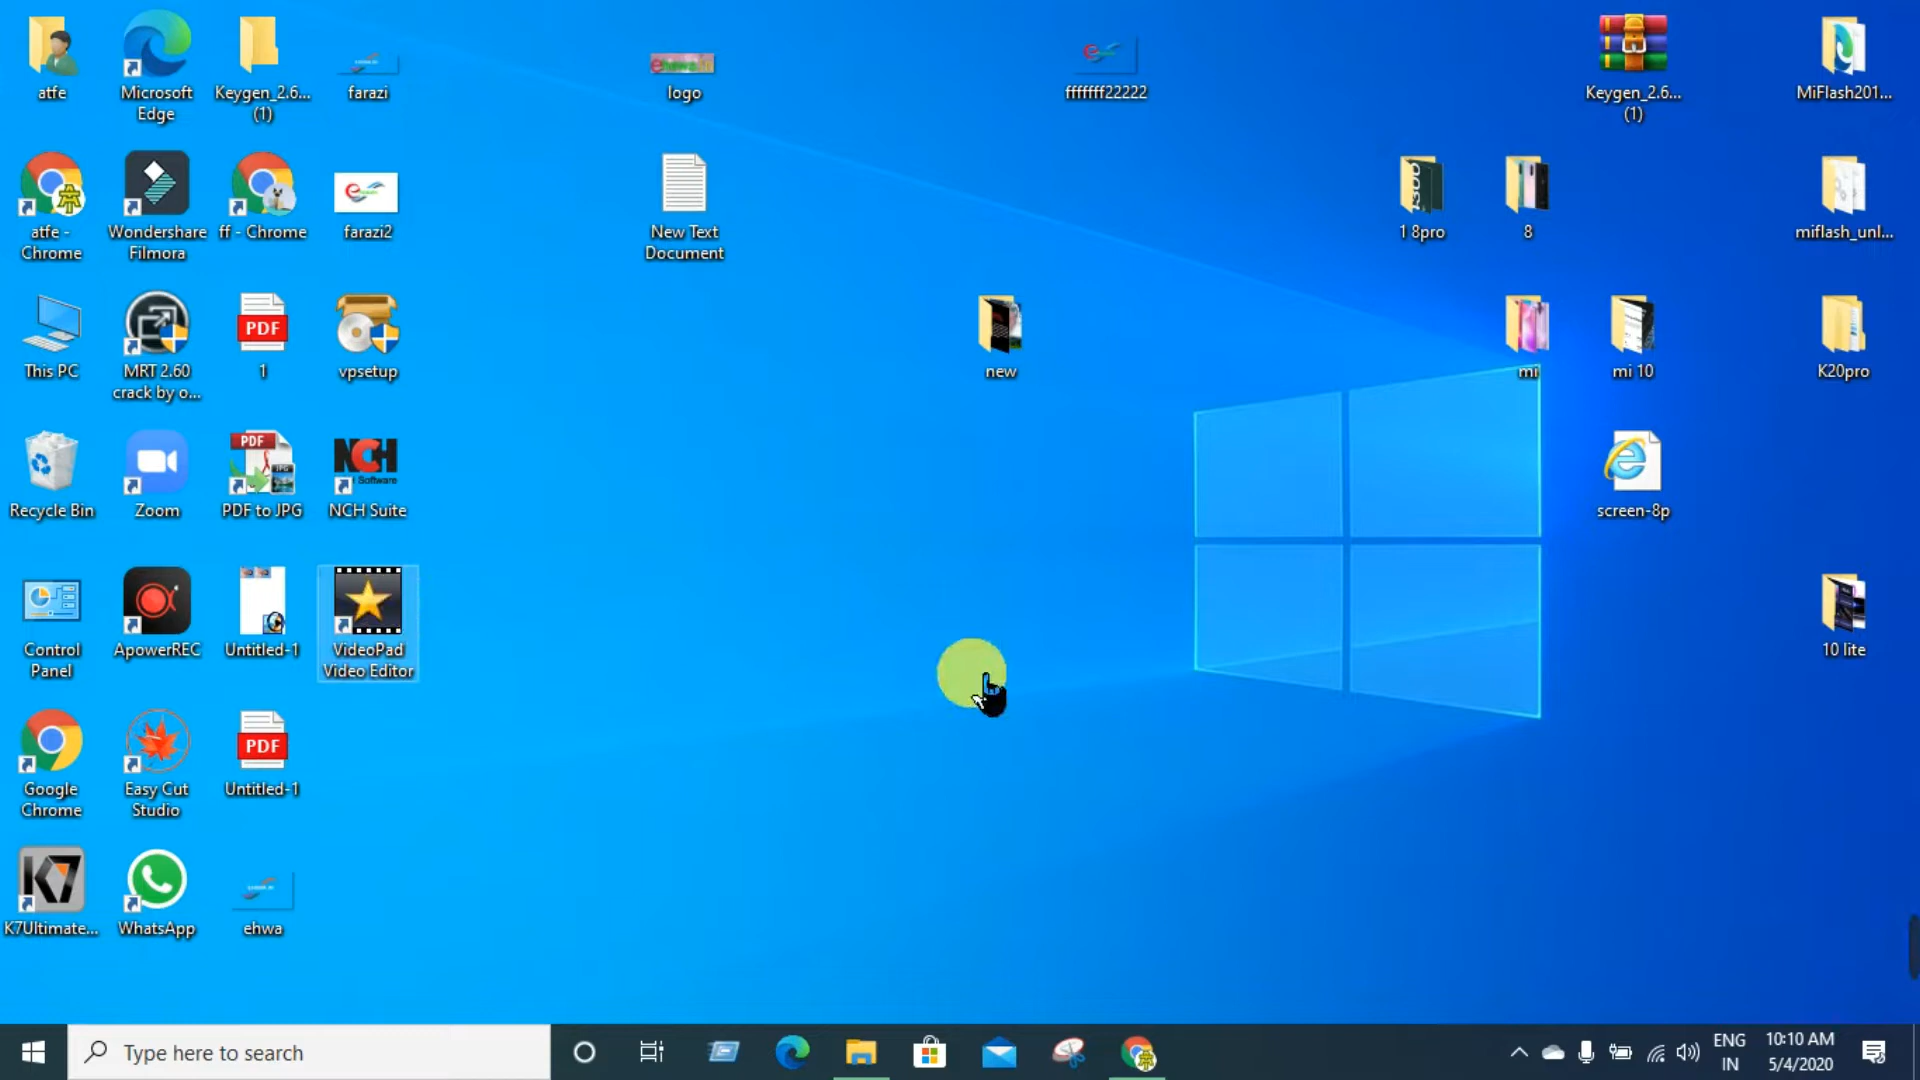 atfe
Microsoft
Edge
Keygen_2.6...
(1)
farazi
logo
fffffff22222
Keygen_2.6...
(1)
MiFlash201...
atfe -
Chrome
Wondershare
Filmora
ff - Chrome
farazi2
New Text
Document
1 8pro
8
miflash_unl...
This PC
MRT 2.60
crack by o...
PDF
1
vpsetup
new
mi
mi 10
K20pro
Recycle Bin
Zoom
PDF
JPG
PDF to JPG
NCH
Software
NCH Suite
screen-8p
Control
Panel
ApowerREC
Untitled-1
VideoPad
Video Editor
10 lite
Google
Chrome
Easy Cut
Studio
PDF
Untitled-1
K7
K7Ultimate...
WhatsApp
ehwa
Type here to search
ENG
IN
10:10 AM
5/4/2020